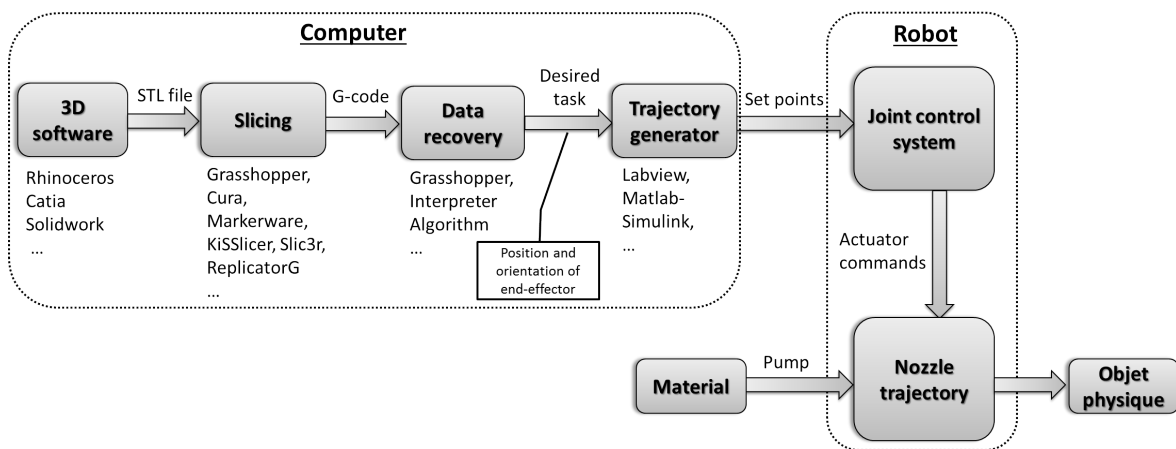 Computer
Robot
3D
software
STL file
Slicing
G-code
Data
recovery
Desired
task
Trajectory
generator
Set points
Joint control
system
Rhinoceros
Catia
Solidwork
...
Grasshopper,
Cura,
Markerware,
KiSSlicer, Slic3r,
ReplicatorG
...
Grasshopper,
Interpreter
Algorithm
...
Position and
orientation of
end-effector
Labview,
Matlab-
Simulink,
...
Actuator
commands
Material
Pump
Nozzle
trajectory
Objet
physique